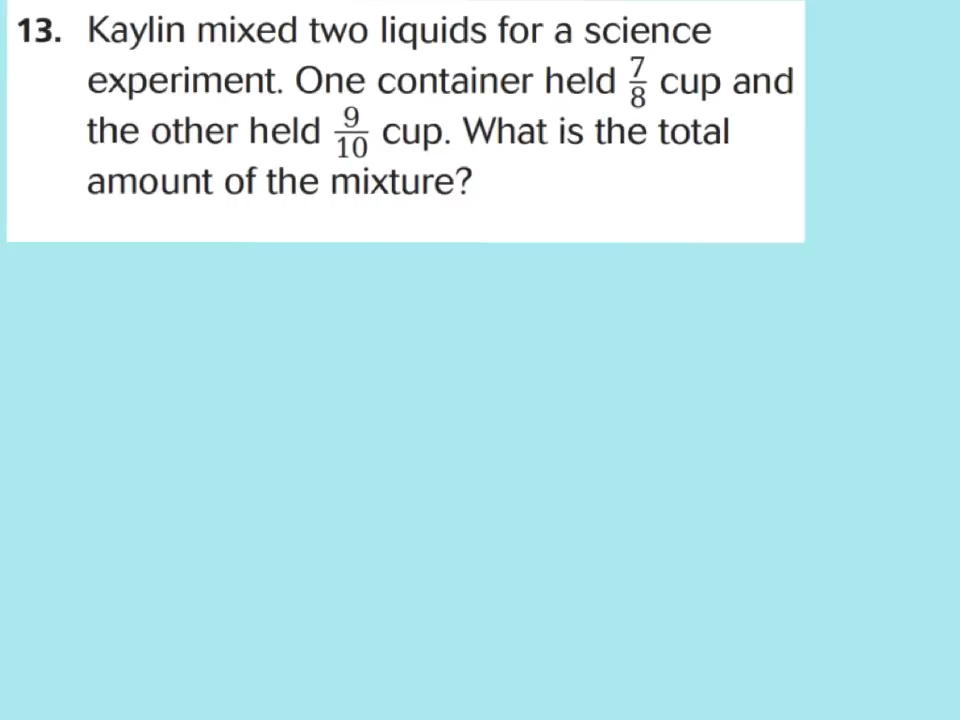 13. Kaylin mixed two liquids for a science
experiment. One container held 7/8 cup and
the other held 9/10 cup. What is the total
amount of the mixture?